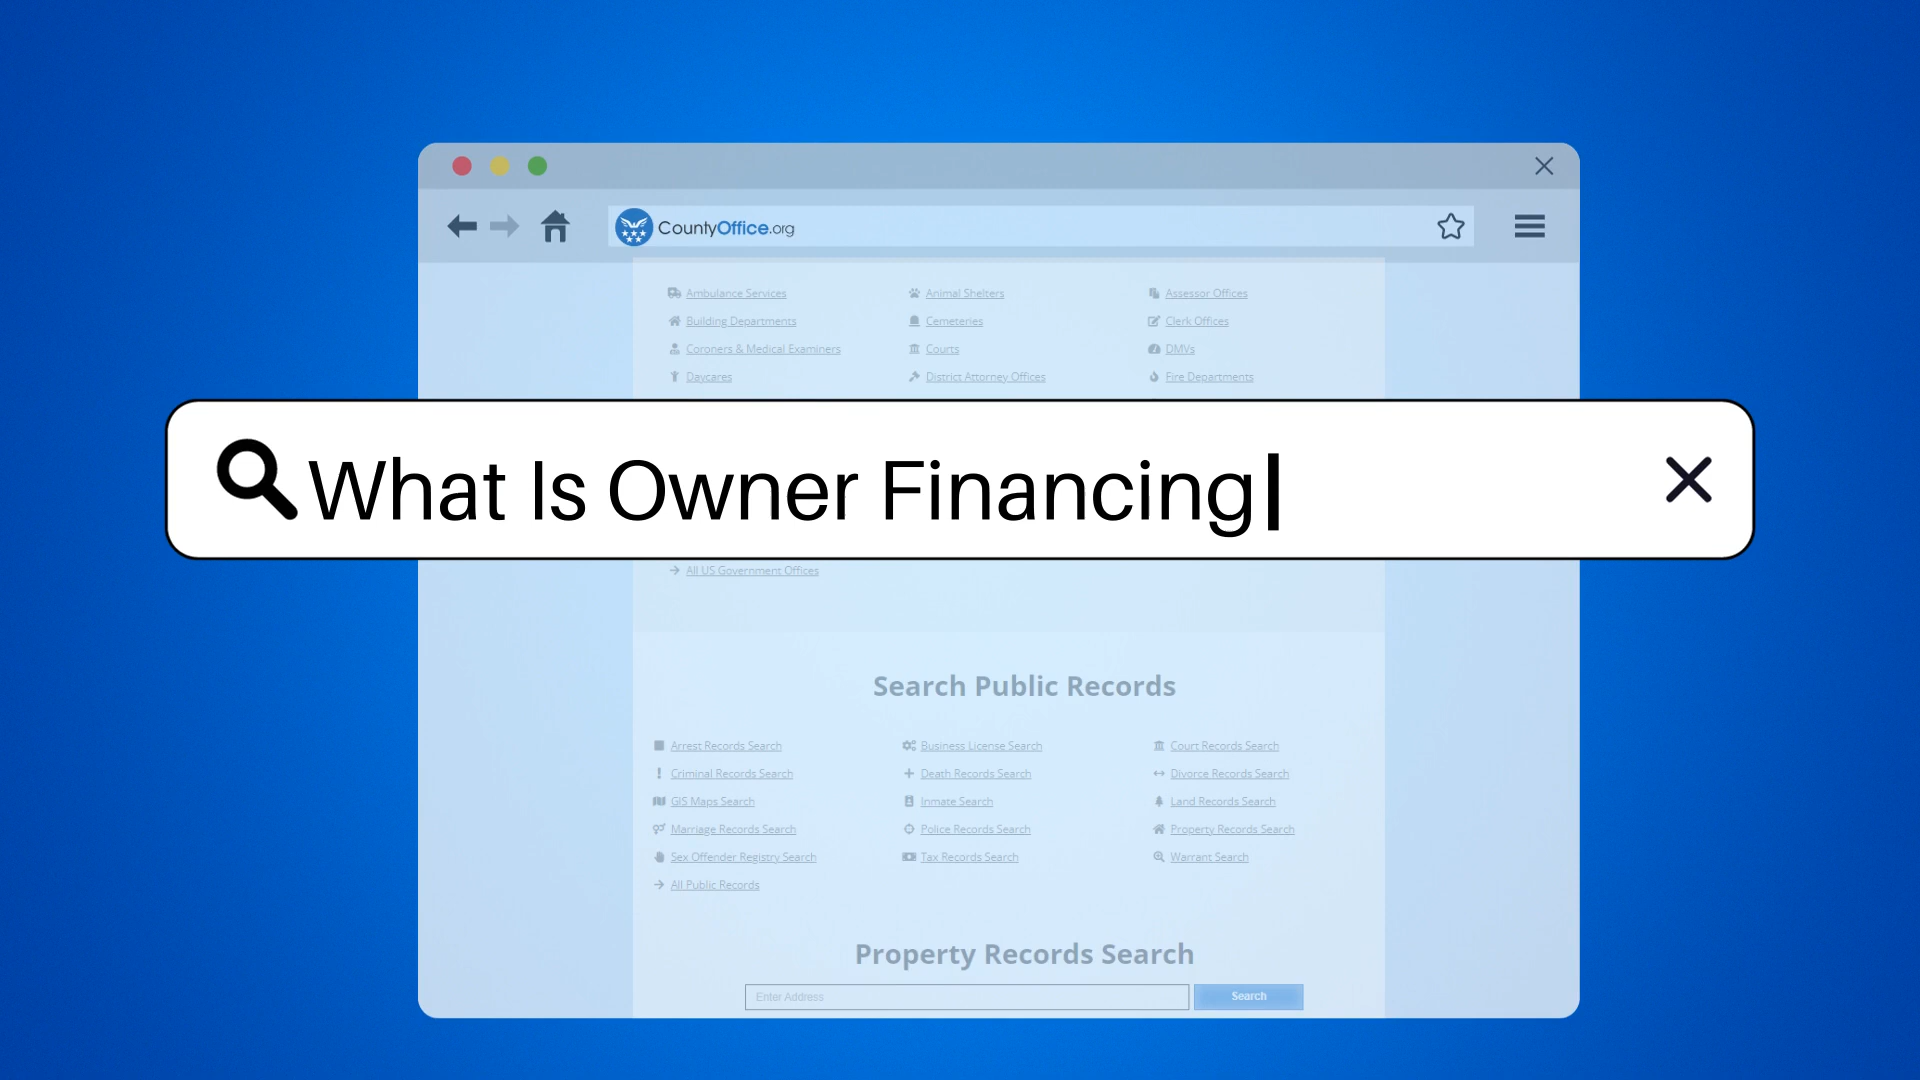 CountyOffice.org
Ambulance Services Animal Shelters Assessor Offices
Building Departments Cemeteries Clerk Offices
Coroners & Medical Examiners Courts DMVs
Daycares District Attorney Offices Fire Departments
What Is Owner Financing
All US Government Offices
Search Public Records
Arrest Records Search Business License Search Court Records Search
Criminal Records Search Death Records Search Divorce Records Search
GIS Maps Search Inmate Search Land Records Search
Marriage Records Search Police Records Search Property Records Search
Sex Offender Registry Search Tax Records Search Warrant Search
All Public Records
Property Records Search
Enter Address Search